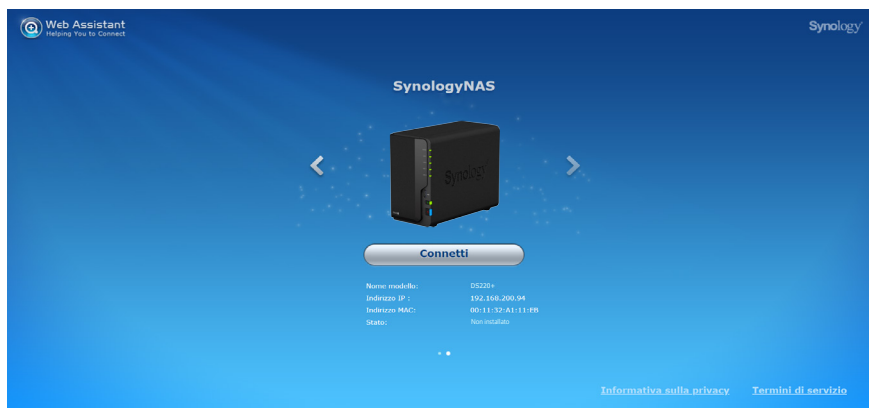 Web Assistant
Helping You to Connect
Synology
SynologyNAS
Synology
Connetti
Nome modello: DS220+
Indirizzo IP : 192.168.200.94
Indirizzo MAC: 00:11:32:A1:11:EB
Stato: Non installato
Informativa sulla privacy Termini di servizio